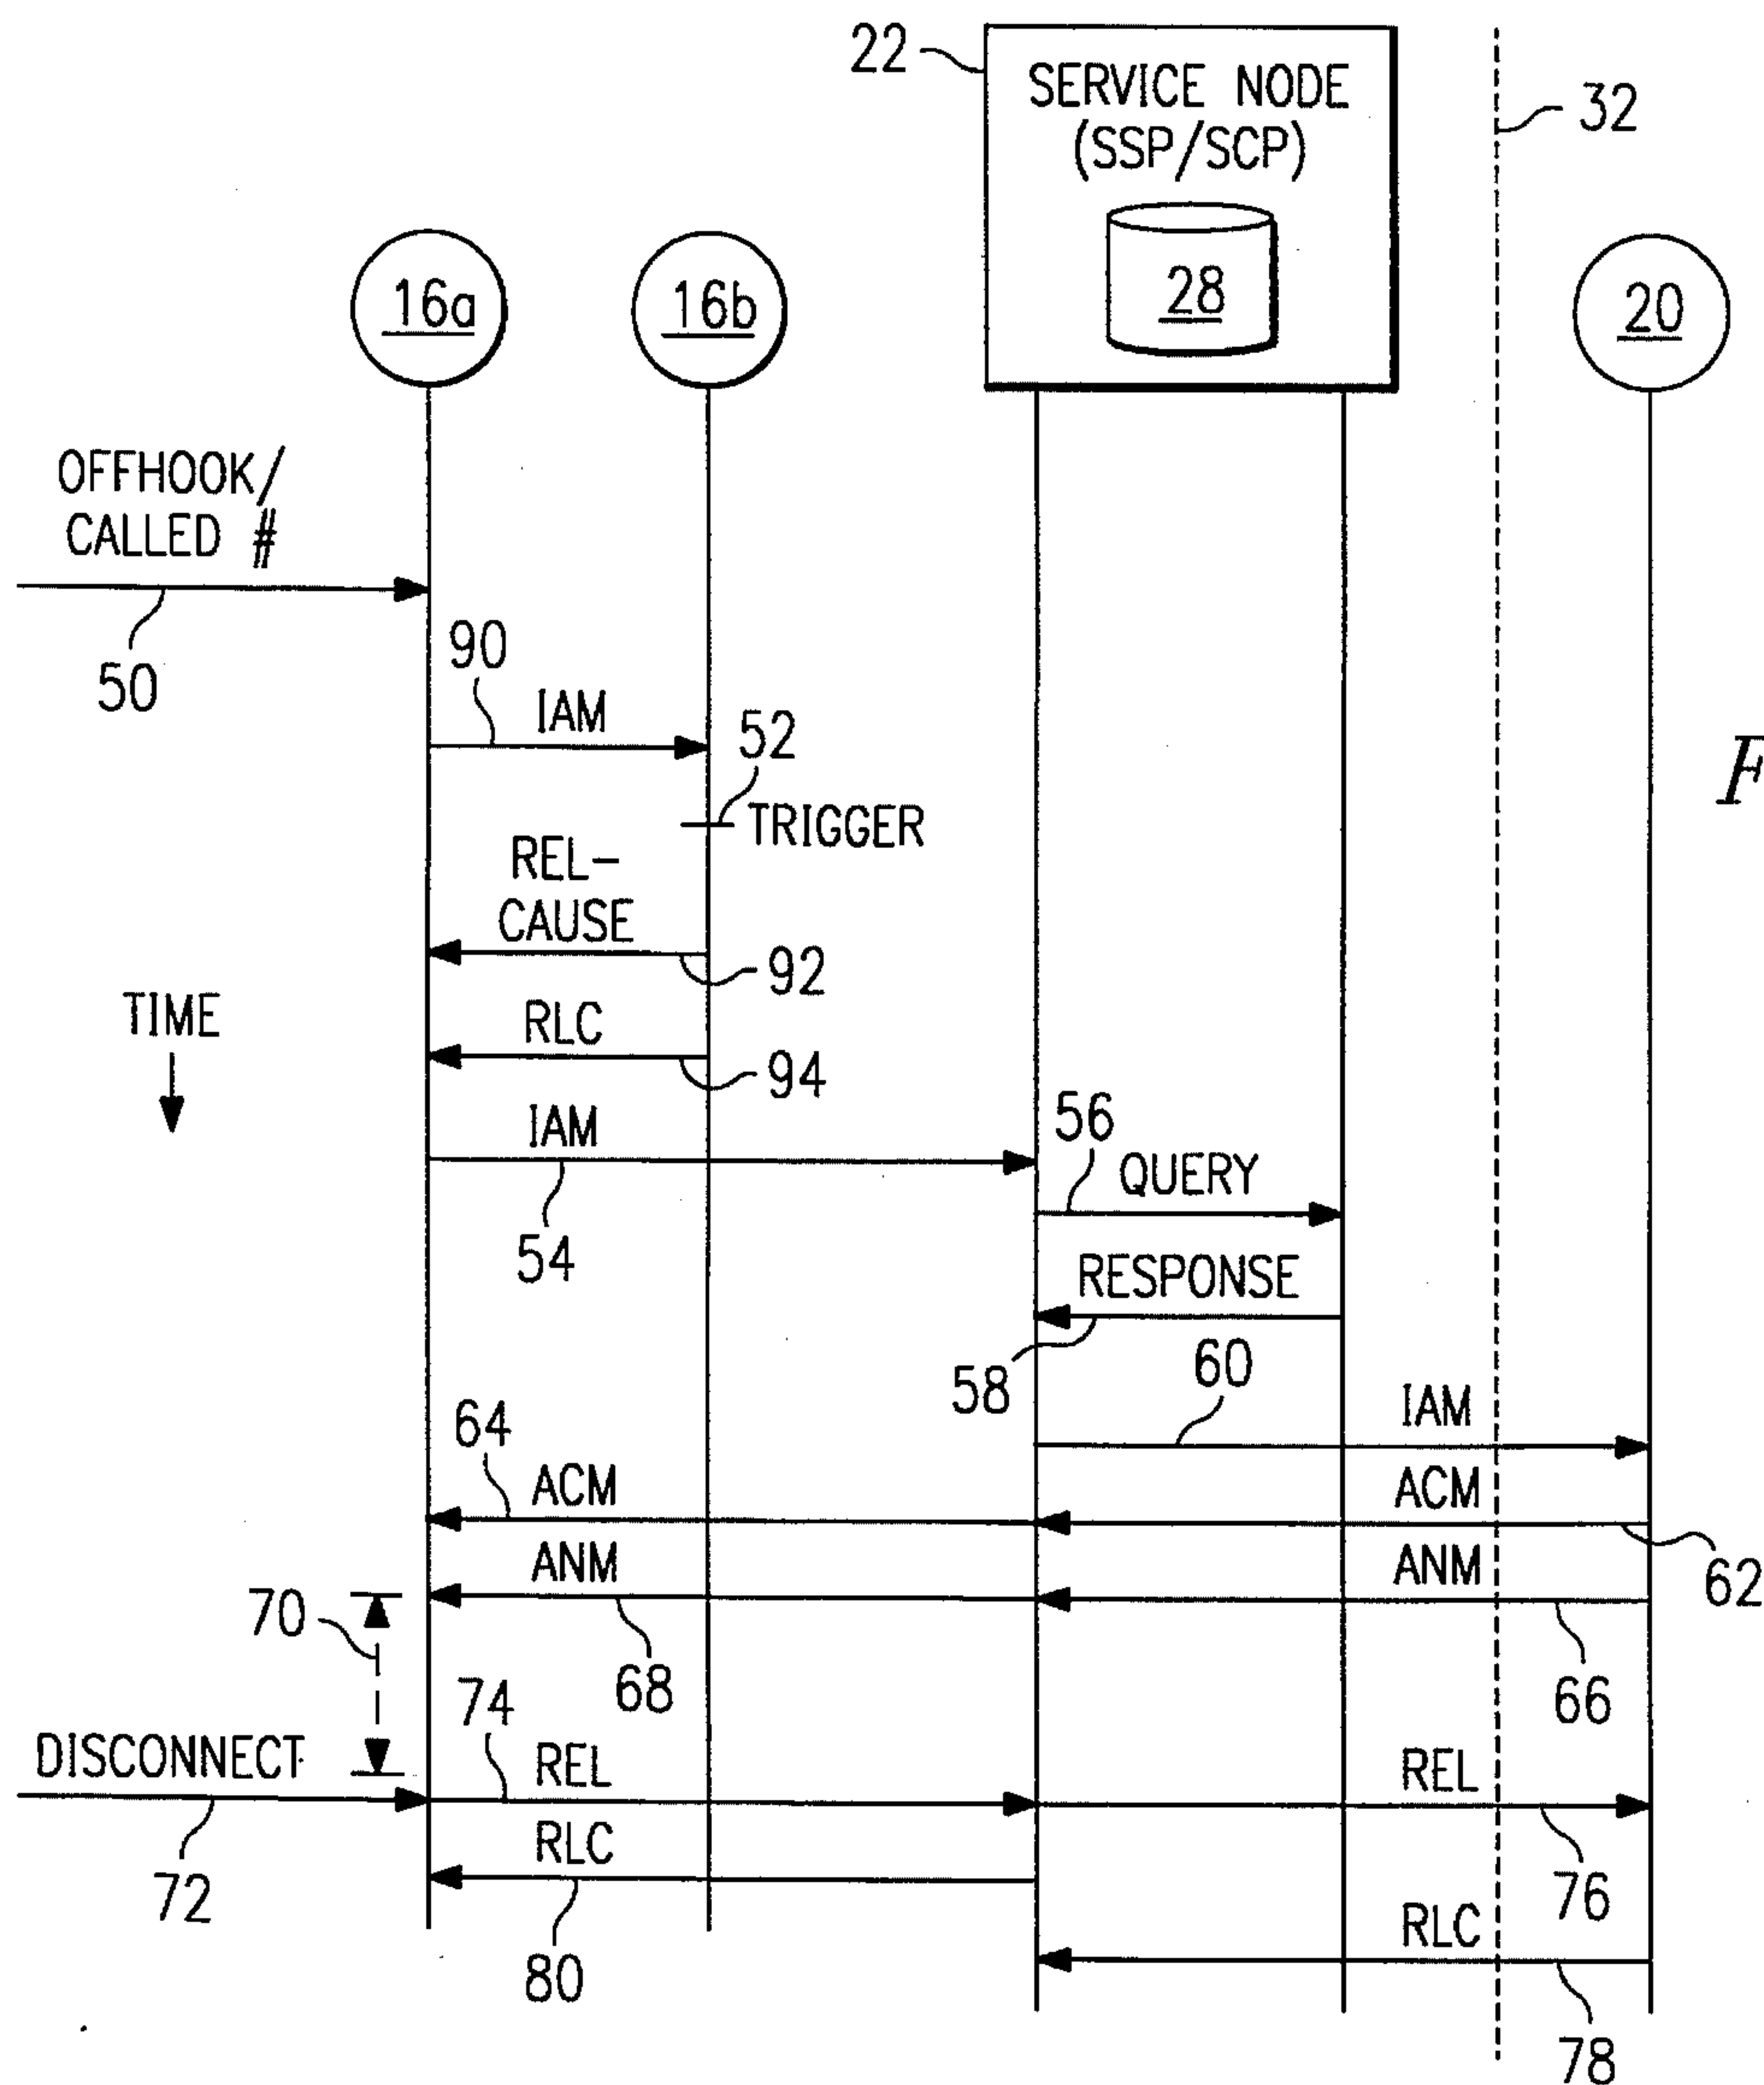 22
SERVICE NODE
(SSP/SCP)
28
32
16a
16b
20
OFFHOOK/
CALLED #
50
90
IAM
52
TRIGGER
F
REL-
CAUSE
92
TIME
RLC
94
IAM
54
56
QUERY
RESPONSE
58
60
IAM
64
ACM
ACM
62
ANM
ANM
70
68
66
74
DISCONNECT
REL
REL
72
RLC
76
80
RLC
78